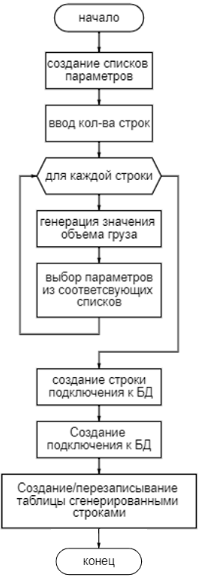 начало
создание списков
параметров
ввод кол-ва строк
для каждой строки
генерация значения
объема груза
выбор параметров
из соответсвующих
списков
создание строки
подключения к БД
Создание
подключения к БД
Создание/перезаписывание
таблицы сгенерированными
строками
конец